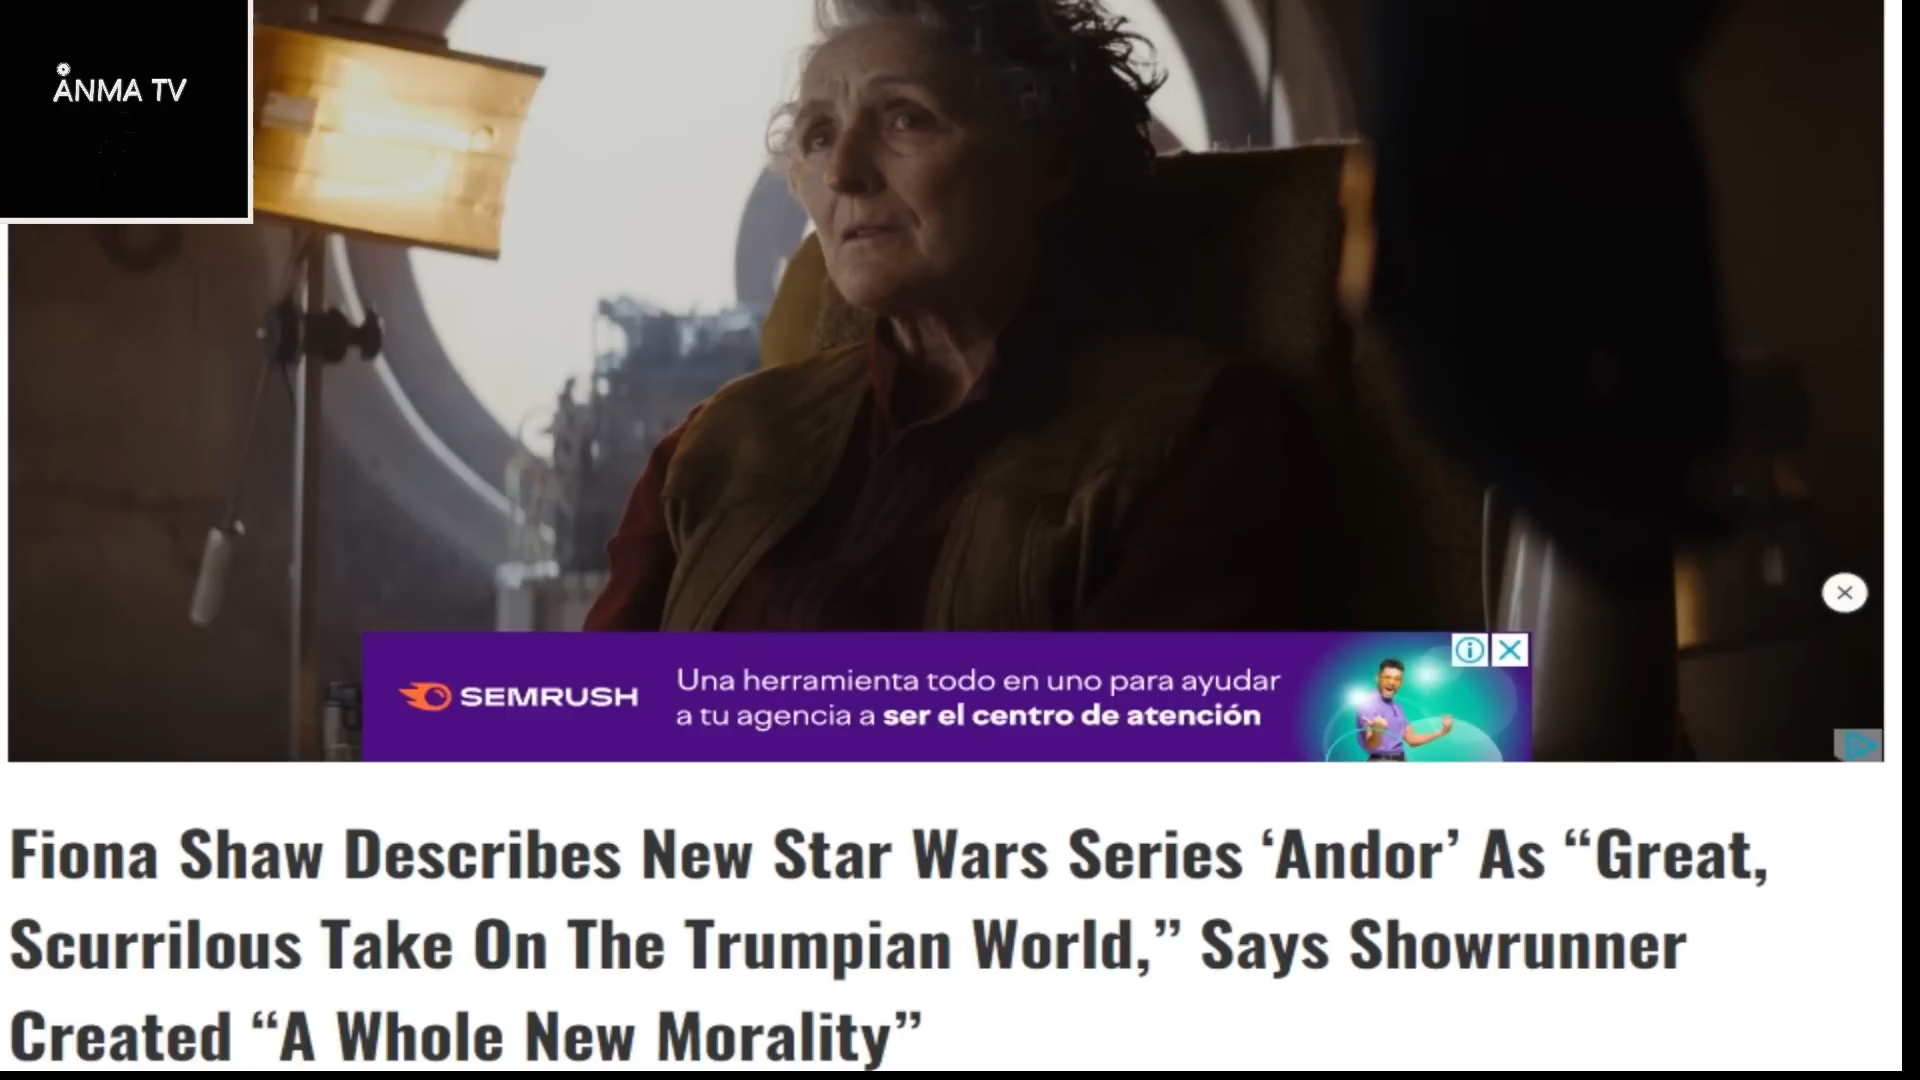 ÅNMA TV
SEMRUSH
Una herramienta todo en uno para ayudar
a tu agencia a ser el centro de atención
Fiona Shaw Describes New Star Wars Series ‘Andor’ As “Great,
Scurrilous Take On The Trumpian World,” Says Showrunner
Created “A Whole New Morality”